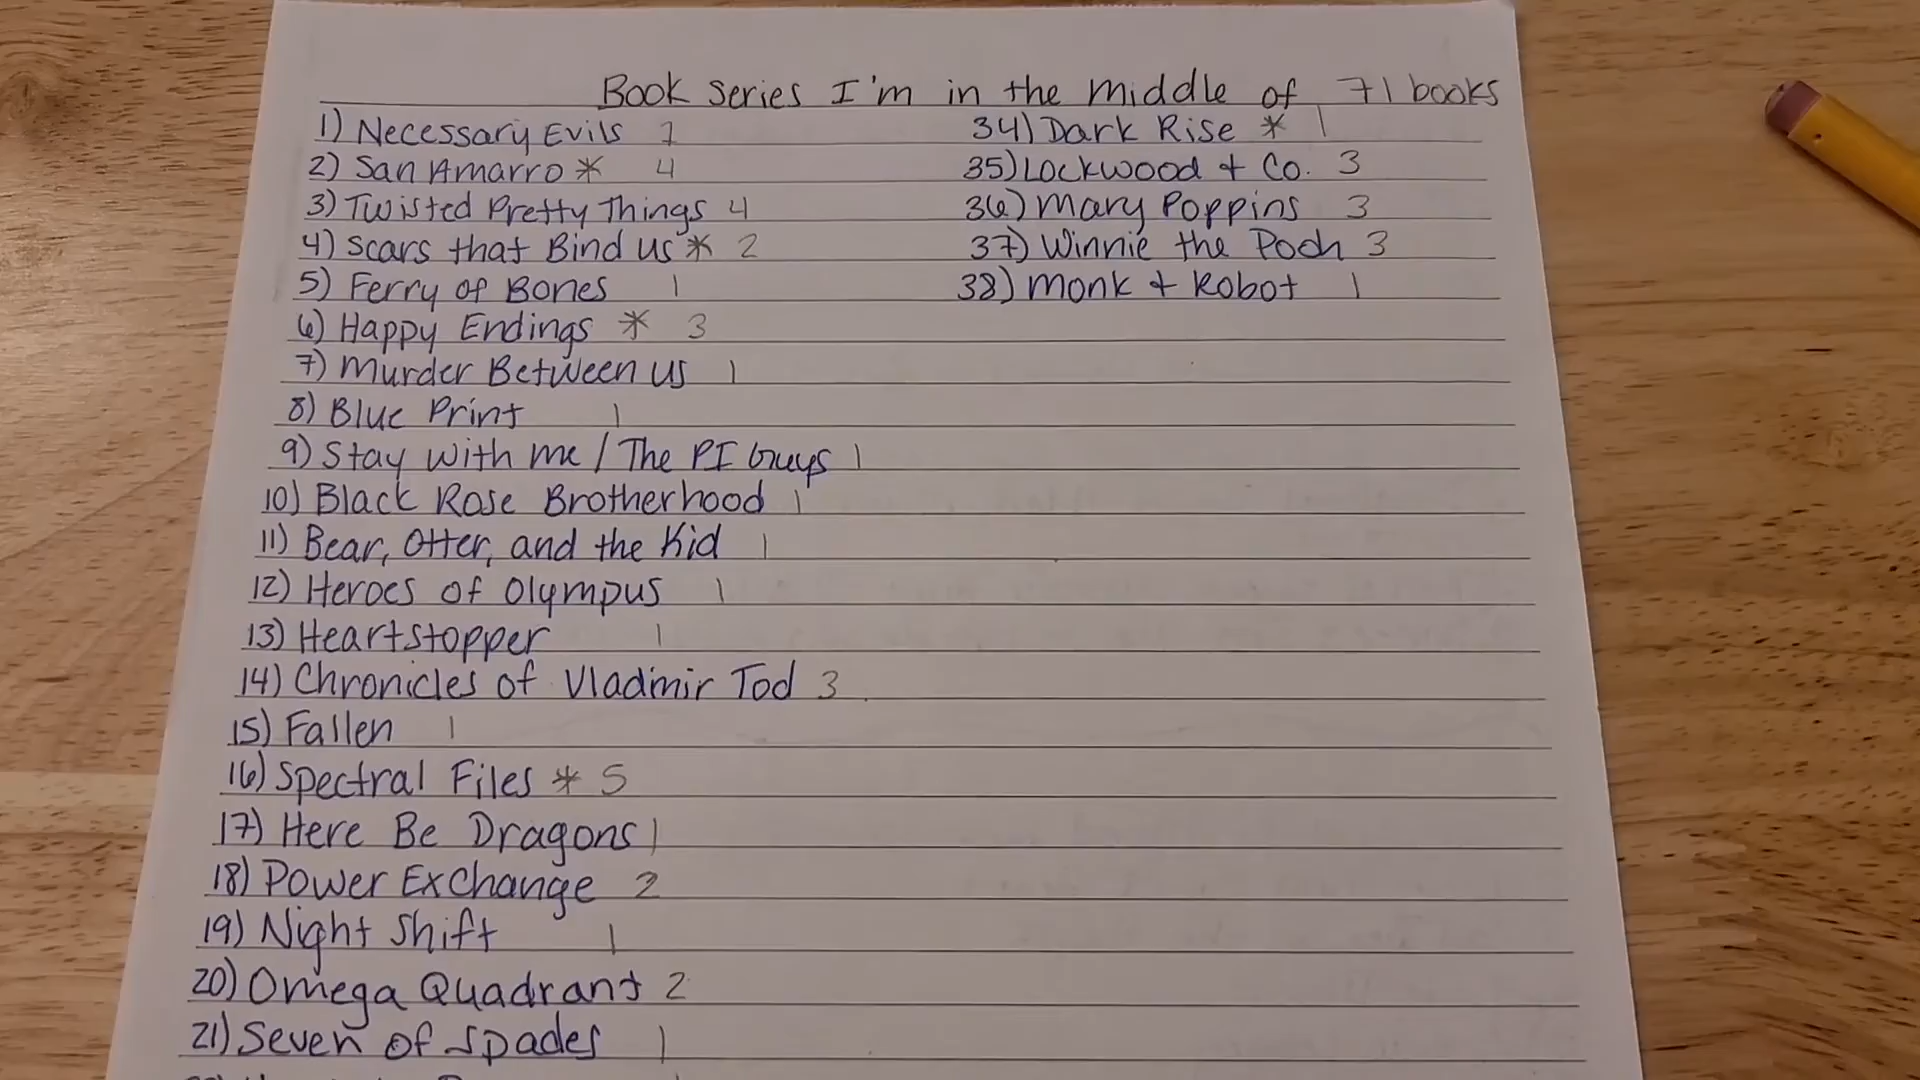 Book Series I'm in the middle of 71 books
1) Necessary Evils 1
2) San Amarro * 4
3) Twisted Pretty Things 4
4) Scars that Bind us * 2
5) Ferry of Bones 1
6) Happy Endings * 3
7) Murder Between us 1
8) Blue Print 1
9) Stay with me / The PI Guys 1
10) Black Rose Brotherhood 1
11) Bear, Otter, and the Kid 1
12) Heroes of Olympus 1
13) Heartstopper 1
14) Chronicles of Vladmir Tod 3
15) Fallen 1
16) Spectral Files * 5
17) Here Be Dragons 1
18) Power Exchange 2
19) Night Shift 1
20) Omega Quadrant 2
21) Seven of Spades 1
34) Dark Rise * 1
35) Lockwood + Co. 3
36) Mary Poppins 3
37) Winnie the Pooh 3
38) Monk + Robot 1